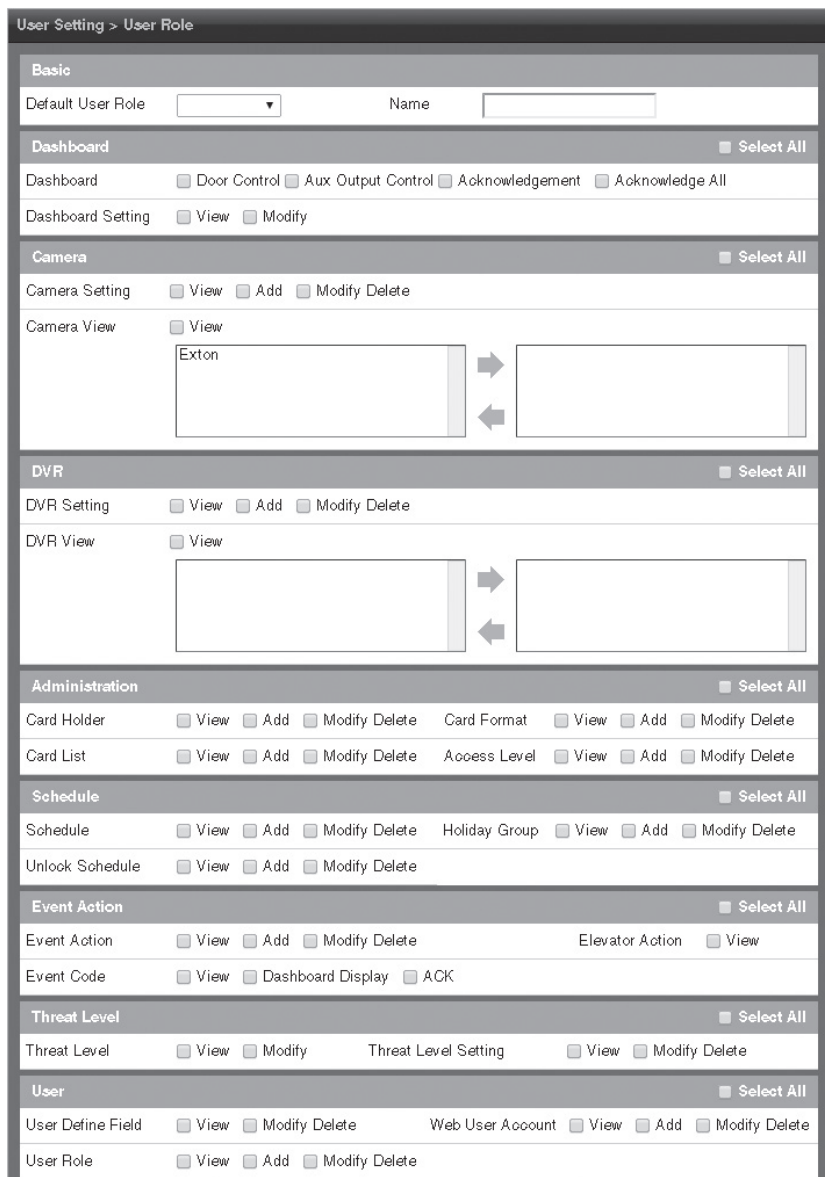 User Setting > User Role
Basic
Default User Role Name
Dashboard Select All
Dashboard Door Control Aux Output Control Acknowledgement Acknowledge All
Dashboard Setting View Modify
Camera Select All
Camera Setting View Add Modify Delete
Camera View View
Exton
DVR Select All
DVR Setting View Add Modify Delete
DVR View View
Administration Select All
Card Holder View Add Modify Delete Card Format View Add Modify Delete
Card List View Add Modify Delete Access Level View Add Modify Delete
Schedule Select All
Schedule View Add Modify Delete Holiday Group View Add Modify Delete
Unlock Schedule View Add Modify Delete
Event Action Select All
Event Action View Add Modify Delete Elevator Action View
Event Code View Dashboard Display ACK
Threat Level Select All
Threat Level View Modify Threat Level Setting View Modify Delete
User Select All
User Define Field View Modify Delete Web User Account View Add Modify Delete
User Role View Add Modify Delete